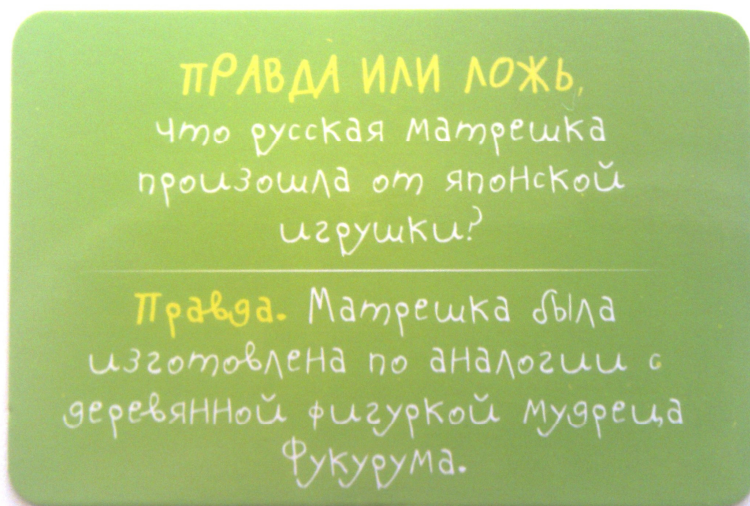 ПРАВДА ИЛИ ЛОЖЬ,
что русская матрешка
произошла от японской
игрушки?
Правда. Матрешка была
изготовлена по аналогии с
деревянной фигуркой мудреца
Фукурума.